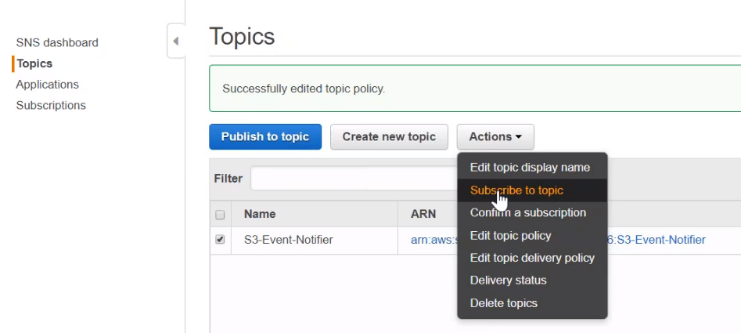 SNS dashboard
Topics
Applications
Subscriptions
Topics
Successfully edited topic policy.
Publish to topic
Create new topic
Actions
Filter
Edit topic display name
Subscribe to topic
Confirm a subscription
Edit topic policy
Edit topic delivery policy
Delivery status
Delete topics
Name
ARN
S3-Event-Notifier
arn:aws:s
6:S3-Event-Notifier